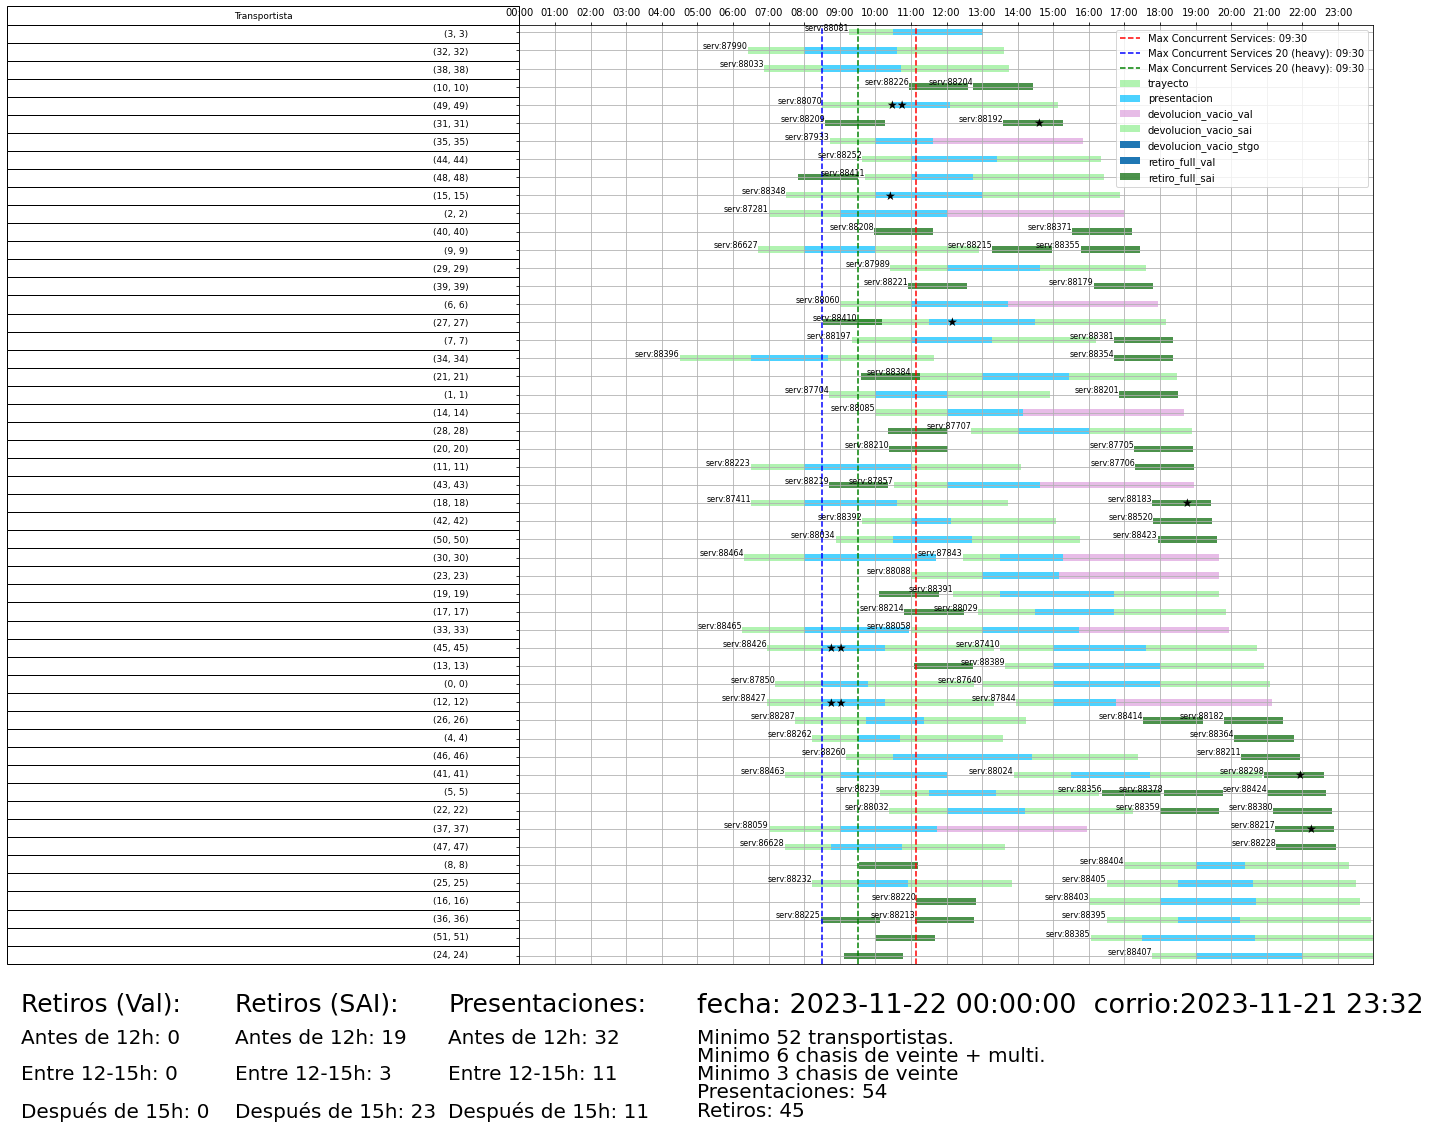 Transportista
00:00 01:00 02:00 03:00 04:00 05:00 06:00 07:00 08:00 09:00 10:00 11:00 12:00 13:00 14:00 15:00 16:00 17:00 18:00 19:00 20:00 21:00 22:00 23:00
Max Concurrent Services: 09:30
Max Concurrent Services 20 (heavy): 09:30
Max Concurrent Services 20 (heavy): 09:30
trayecto
presentacion
devolucion_vacio_val
devolucion_vacio_sai
devolucion_vacio_stgo
retiro_full_val
retiro_full_sai
(3, 3) serv:88081
(32, 32) serv:87990
(38, 38) serv:88033
(10, 10) serv:88226 serv:88204
(49, 49) serv:88070
(31, 31) serv:88209 serv:88192
(35, 35) serv:87933
(44, 44) serv:88252
(48, 48) serv:88411
(15, 15) serv:88348
(2, 2) serv:87281
(40, 40) serv:88208 serv:88371
(9, 9) serv:86627 serv:88215 serv:88355
(29, 29) serv:87989
(39, 39) serv:88221 serv:88179
(6, 6) serv:88060
(27, 27) serv:88410
(7, 7) serv:88197 serv:88381
(34, 34) serv:88396 serv:88354
(21, 21) serv:88384
(1, 1) serv:87704 serv:88201
(14, 14) serv:88085
(28, 28) serv:87707
(20, 20) serv:88210 serv:87705
(11, 11) serv:88223 serv:87706
(43, 43) serv:88219 serv:87857
(18, 18) serv:87411 serv:88183
(42, 42) serv:88392 serv:88520
(50, 50) serv:88034 serv:88423
(30, 30) serv:88464 serv:87843
(23, 23) serv:88088
(19, 19) serv:88391
(17, 17) serv:88214 serv:88029
(33, 33) serv:88465 serv:88058
(45, 45) serv:88426 serv:87410
(13, 13) serv:88389
(0, 0) serv:87850 serv:87640
(12, 12) serv:88427 serv:87844
(26, 26) serv:88287 serv:88414 serv:88182
(4, 4) serv:88262 serv:88364
(46, 46) serv:88260 serv:88211
(41, 41) serv:88463 serv:88024 serv:88298
(5, 5) serv:88239 serv:88356 serv:88378 serv:88424
(22, 22) serv:88032 serv:88359 serv:88380
(37, 37) serv:88059 serv:88217
(47, 47) serv:86628 serv:88228
(8, 8) serv:88404
(25, 25) serv:88232 serv:88405
(16, 16) serv:88220 serv:88403
(36, 36) serv:88225 serv:88213 serv:88395
(51, 51) serv:88385
(24, 24) serv:88407
Retiros (Val):
Antes de 12h: 0
Entre 12-15h: 0
Después de 15h: 0
Retiros (SAI):
Antes de 12h: 19
Entre 12-15h: 3
Después de 15h: 23
Presentaciones:
Antes de 12h: 32
Entre 12-15h: 11
Después de 15h: 11
fecha: 2023-11-22 00:00:00  corrio:2023-11-21 23:32
Minimo 52 transportistas.
Minimo 6 chasis de veinte + multi.
Minimo 3 chasis de veinte
Presentaciones: 54
Retiros: 45